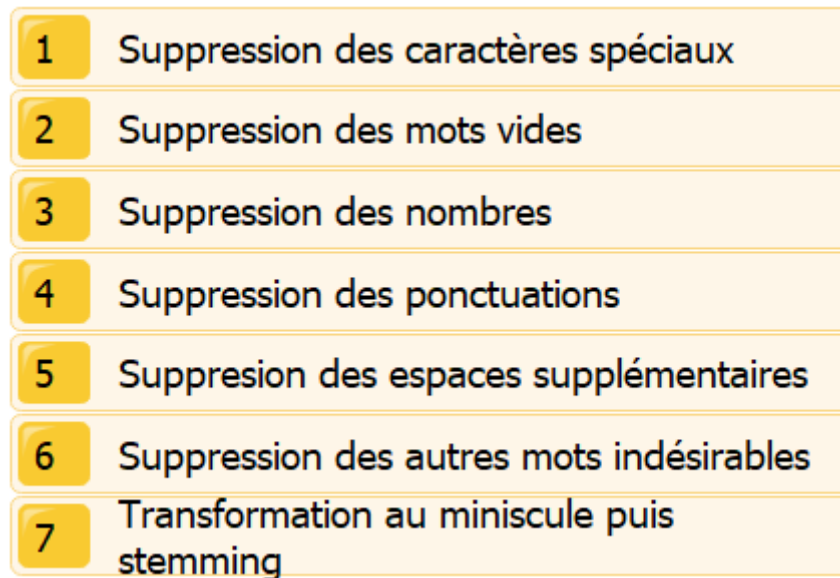 1 Suppression des caractères spéciaux
2 Suppression des mots vides
3 Suppression des nombres
4 Suppression des ponctuations
5 Suppresion des espaces supplémentaires
6 Suppression des autres mots indésirables
7 Transformation au miniscule puis
stemming